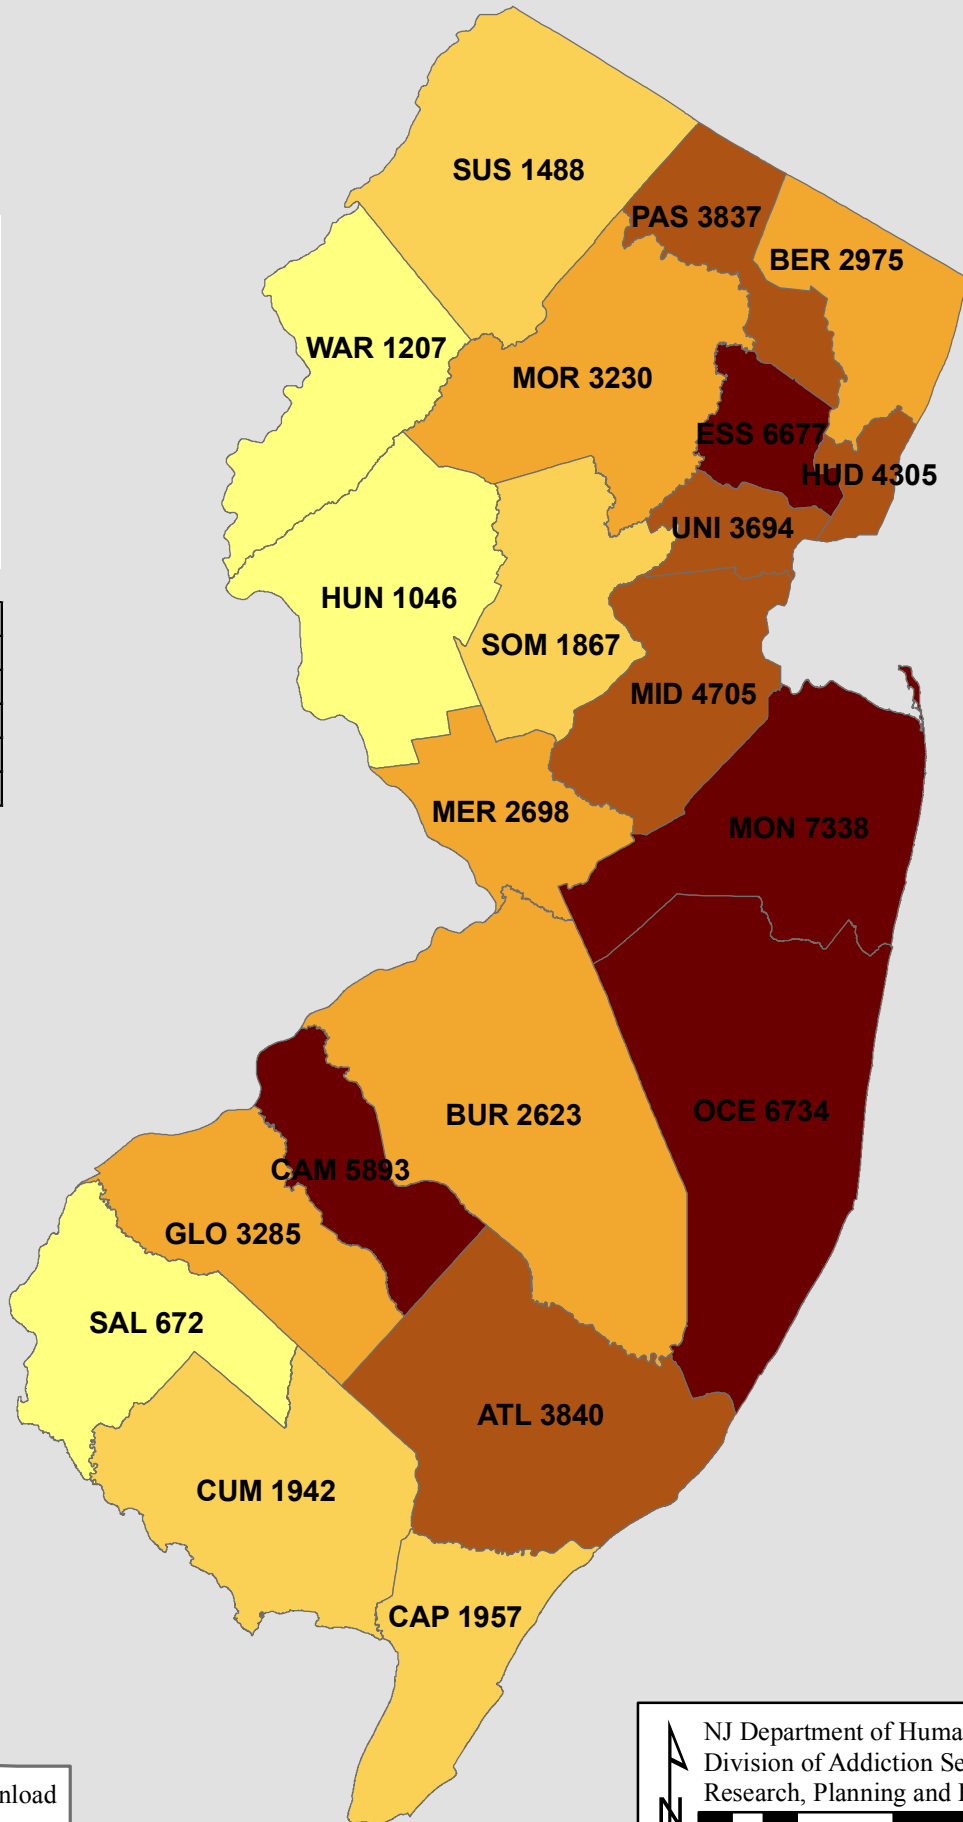 SUS 1488
PAS 3837
BER 2975
WAR 1207
MOR 3230
ESS 6677
HUD 4305
UNI 3694
HUN 1046
SOM 1867
MID 4705
MER 2698
MON 7338
OCE 6734
BUR 2623
CAM 5893
GLO 3285
SAL 672
ATL 3840
CUM 1942
CAP 1957
NJ Department of Huma
Division of Addiction Se
Research, Planning and
N
nload